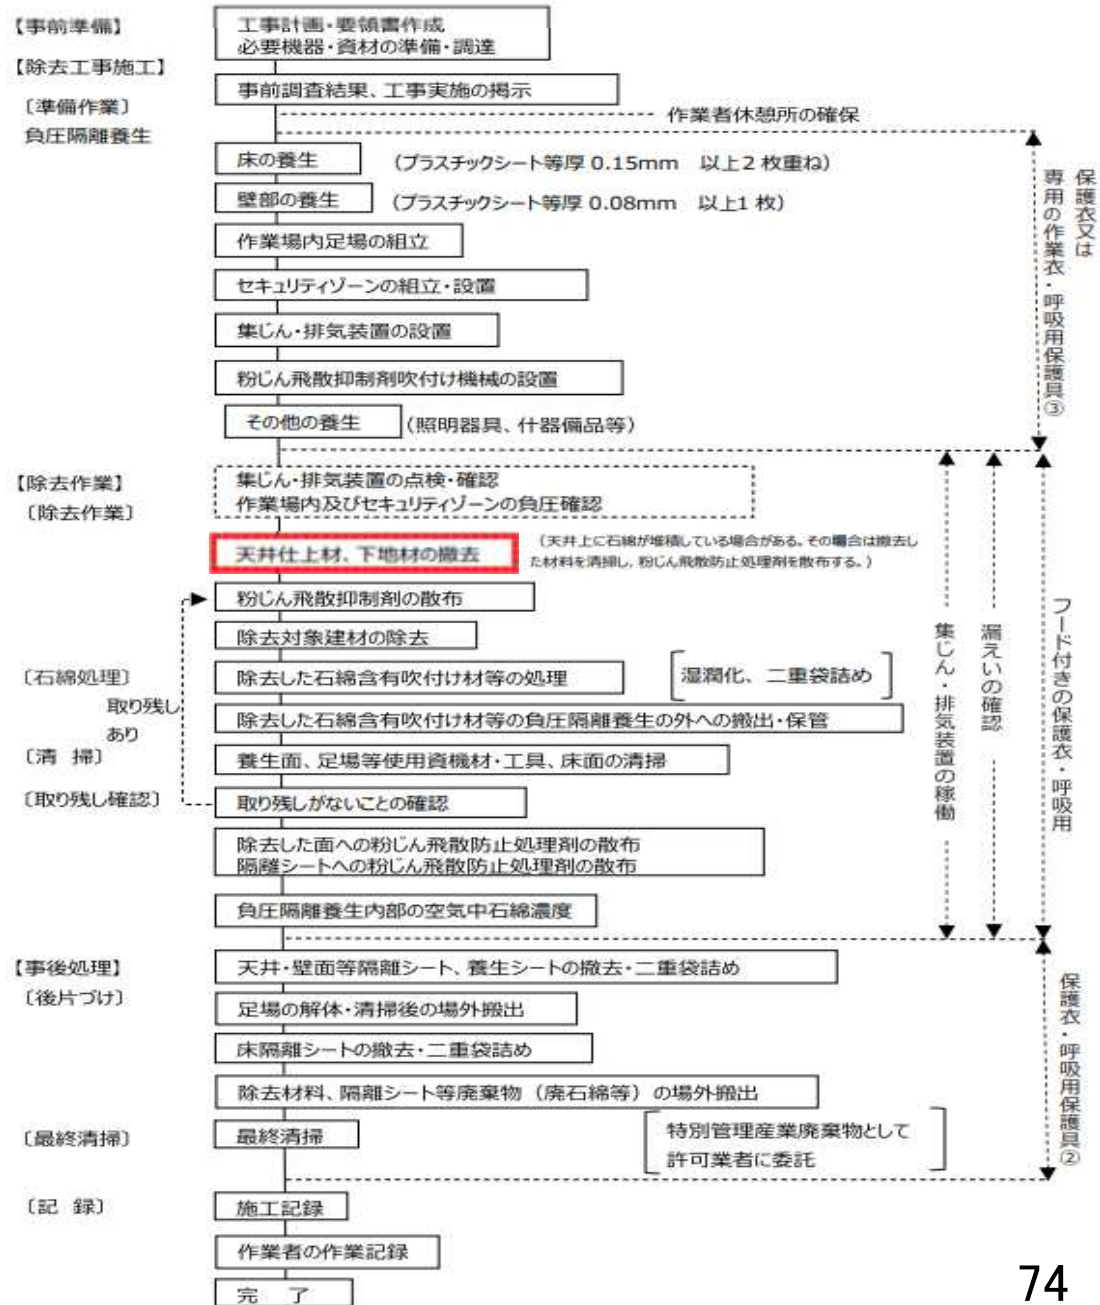 【事前準備】
工事計画・要領書作成
必要機器・資材の準備・調達
【除去工事施工】
事前調査結果、工事実施の掲示
〔準備作業〕
作業者休憩所の確保
負圧隔離養生
床の養生 (プラスチックシート等厚 0.15mm 以上2 枚重ね)
壁部の養生 (プラスチックシート等厚 0.08mm 以上1 枚)
作業場内足場の組立
セキュリティゾーンの組立・設置
集じん・排気装置の設置
粉じん飛散抑制剤吹付け機械の設置
その他の養生 (照明器具、什器備品等)
保護衣又は
専用の作業衣・呼吸用保護具③
【除去作業】
〔除去作業〕
集じん・排気装置の点検・確認
作業場内及びセキュリティゾーンの負圧確認
天井仕上材、下地材の撤去
(天井上に石綿が堆積している場合がある。その場合は撤去し
た材料を清掃し、粉じん飛散防止処理剤を散布する。)
粉じん飛散抑制剤の散布
除去対象建材の除去
〔石綿処理〕
除去した石綿含有吹付け材等の処理
湿潤化、二重袋詰め
取り残し
あり
除去した石綿含有吹付け材等の負圧隔離養生の外への搬出・保管
〔清 掃〕
養生面、足場等使用資機材・工具、床面の清掃
〔取り残し確認〕
取り残しがないことの確認
除去した面への粉じん飛散防止処理剤の散布
隔離シートへの粉じん飛散防止処理剤の散布
負圧隔離養生内部の空気中石綿濃度
集じん・排気装置の稼働
漏えいの確認
フード付きの保護衣・呼吸用
【事後処理】
〔後片づけ〕
天井・壁面等隔離シート、養生シートの撤去・二重袋詰め
足場の解体・清掃後の場外搬出
床隔離シートの撤去・二重袋詰め
除去材料、隔離シート等廃棄物（廃石綿等）の場外搬出
〔最終清掃〕
最終清掃
特別管理産業廃棄物として
許可業者に委託
保護衣・呼吸用保護具②
〔記 録〕
施工記録
作業者の作業記録
完 了
74